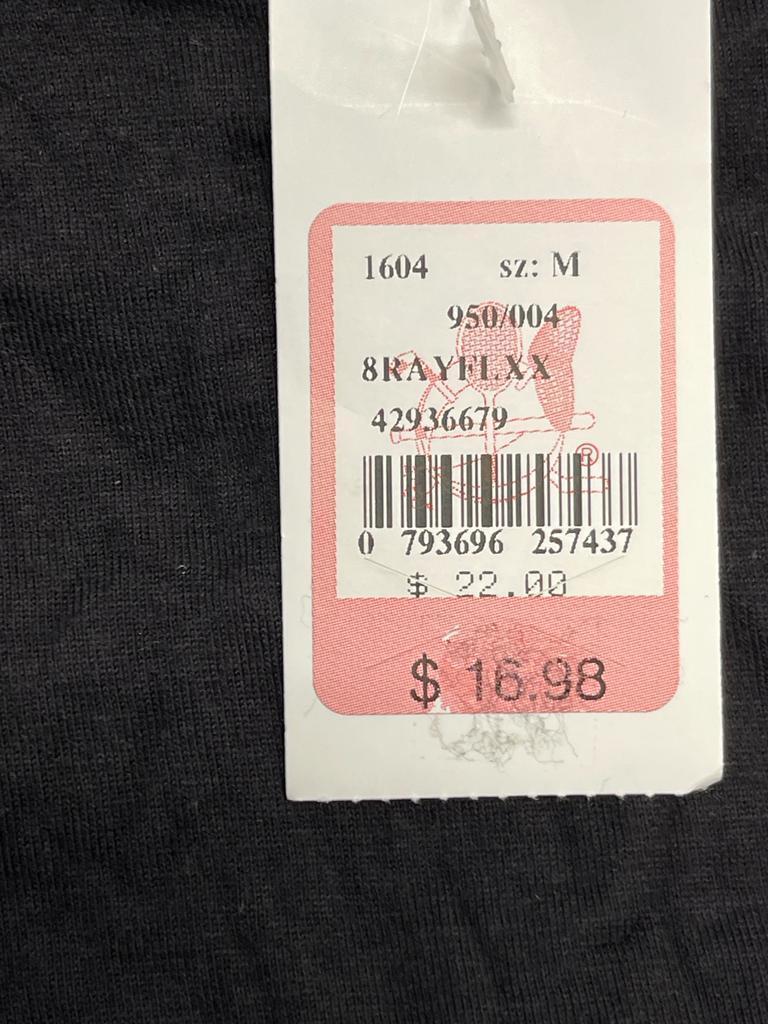 1604 sz: M
950/004
8RAYFLXX
42936679
®
0 793696 257437
$ 22.00
$ 16.98